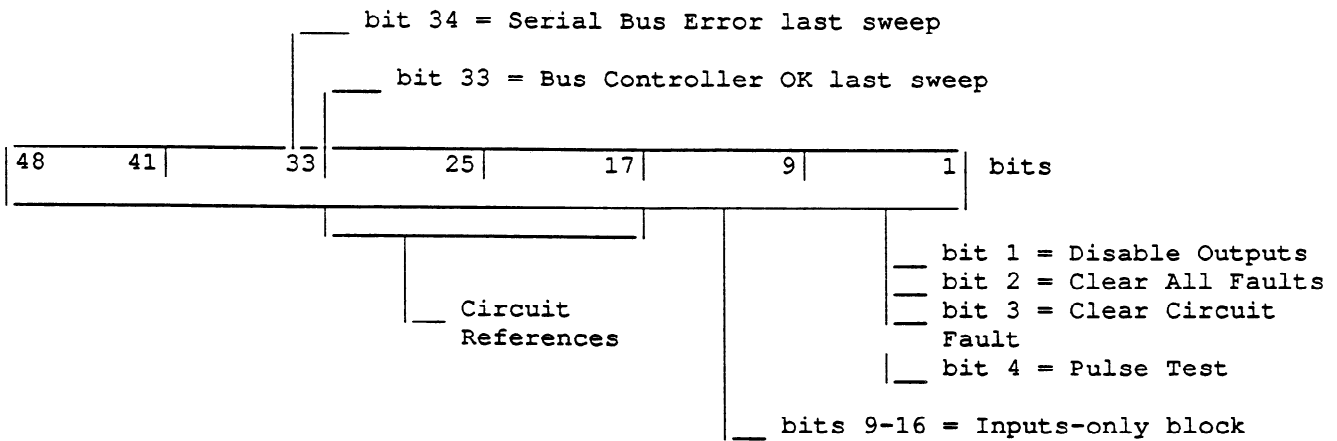 bit 34 = Serial Bus Error last sweep
bit 33 = Bus Controller OK last sweep
48 41 33 25 17 9 1 bits
bit 1 = Disable Outputs
bit 2 = Clear All Faults
Circuit bit 3 = Clear Circuit
References Fault
bit 4 = Pulse Test
bits 9-16 = Inputs-only block